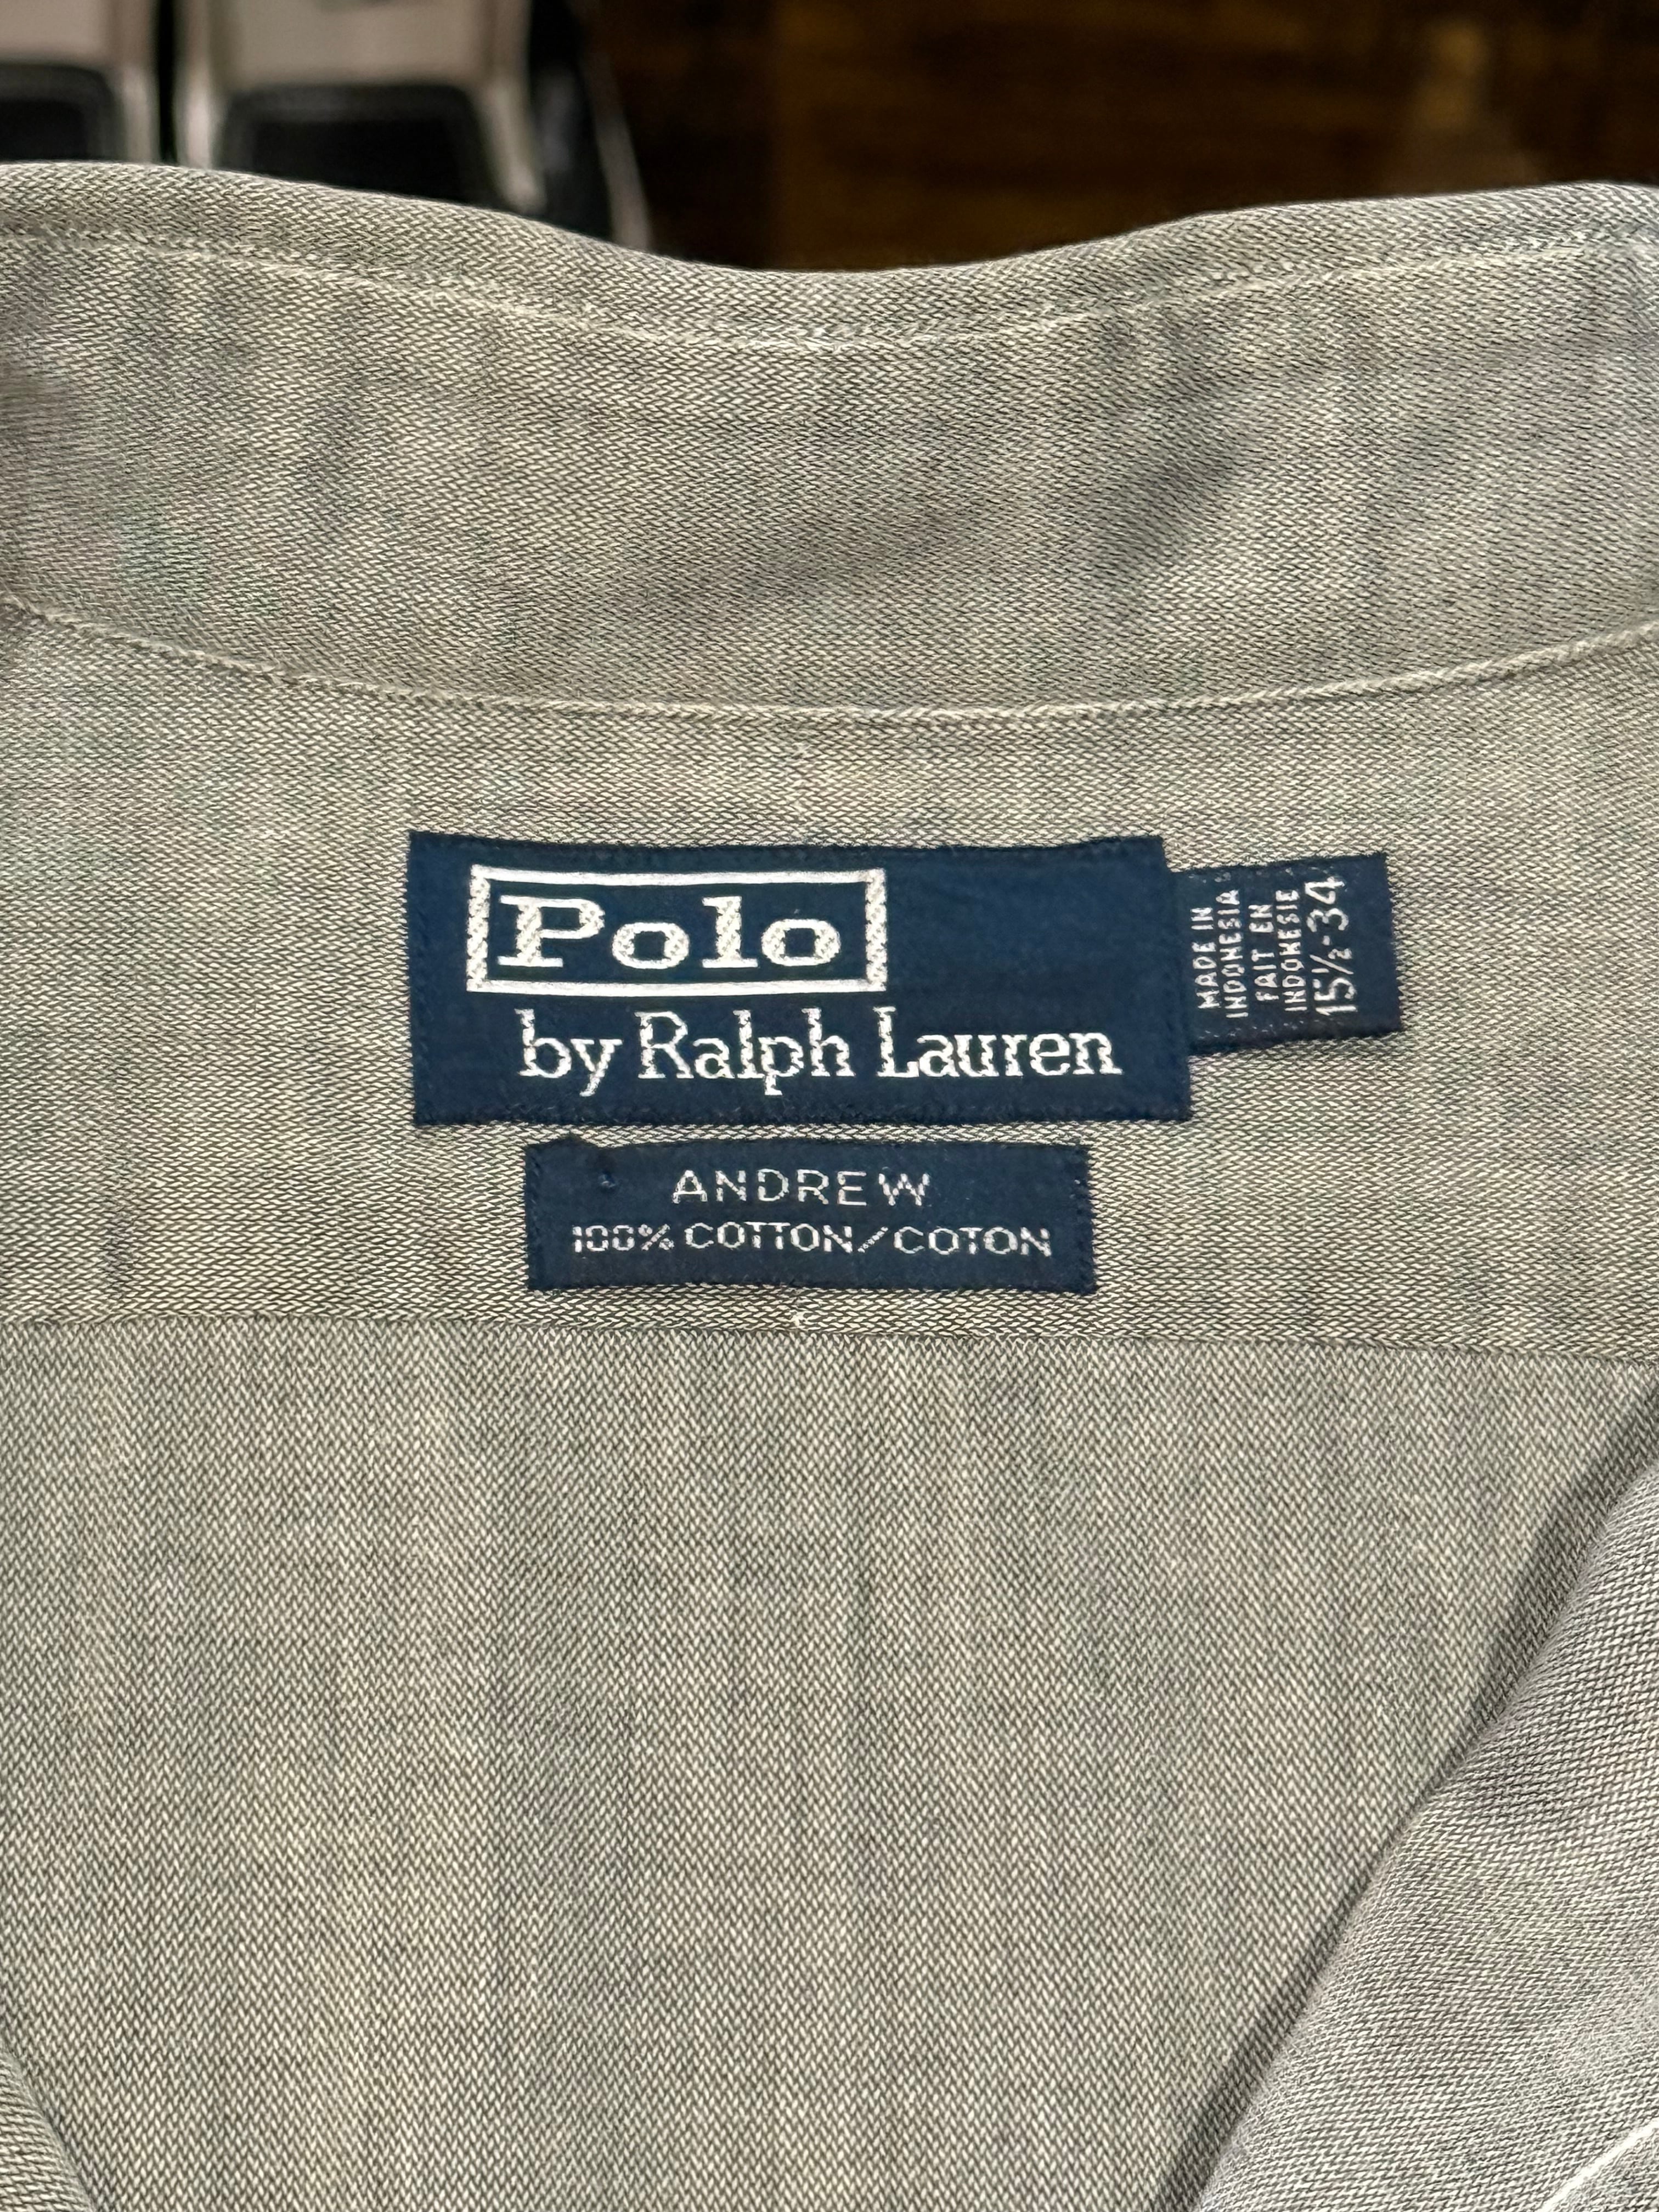 Polo
by Ralph Lauren
MADE IN
INDONESIA
FAIT EN
INDONESIE
15½-34
ANDREW
100% COTTON/COTON